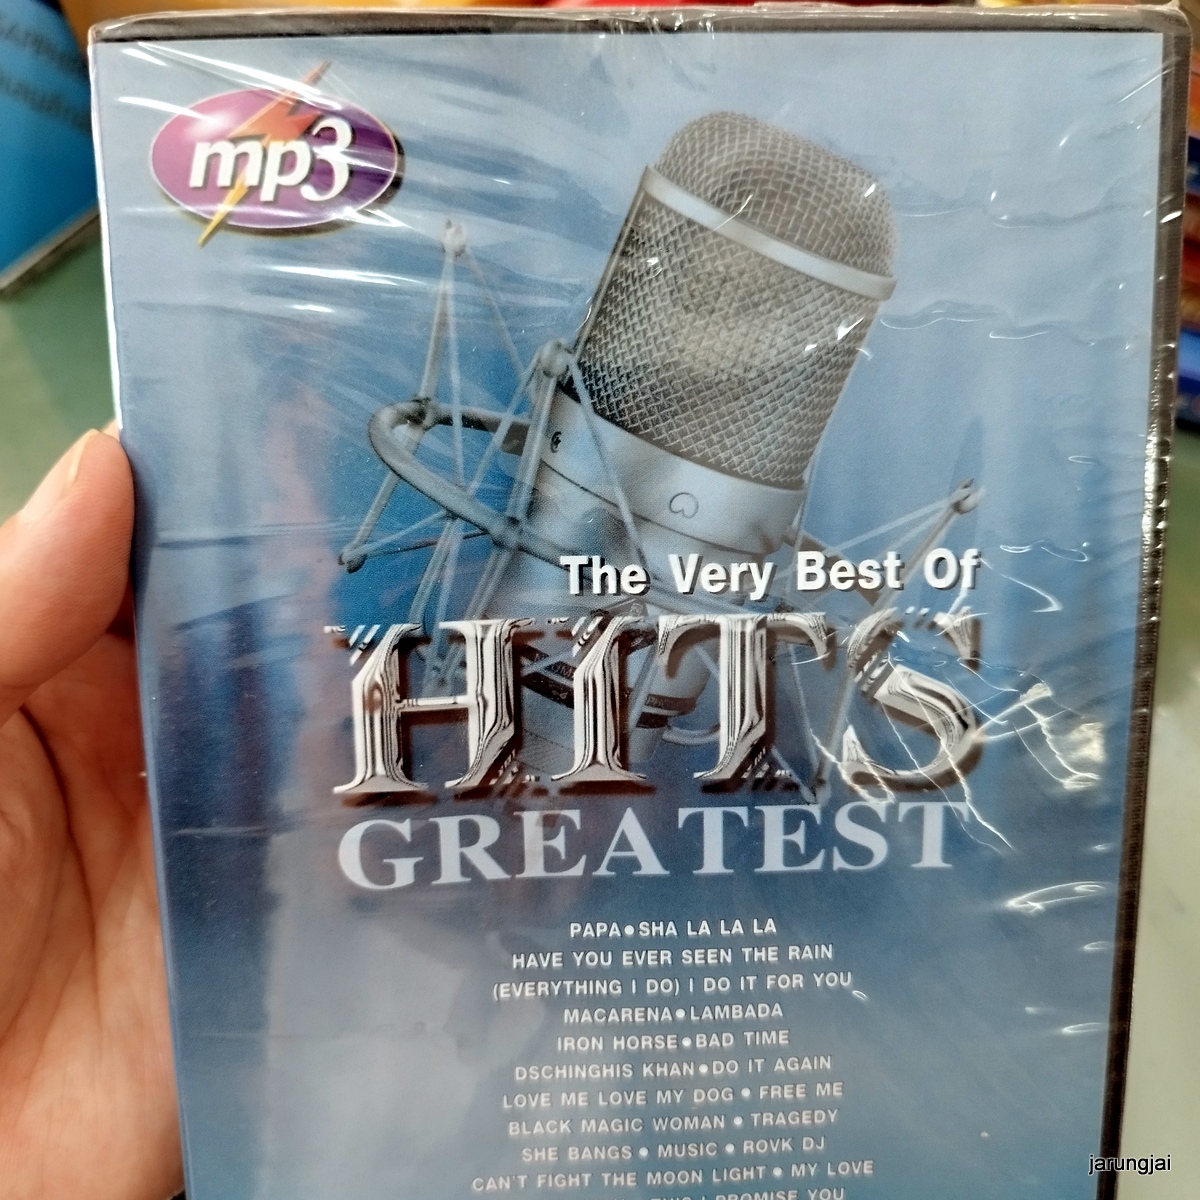 mp3
The Very Best Of
HITS
GREATEST
PAPA●SHA LA LA LA
HAVE YOU EVER SEEN THE RAIN
(EVERYTHING I DO) I DO IT FOR YOU
MACARENA●LAMBADA
IRON HORSE●BAD TIME
DSCHINGHIS KHAN●DO IT AGAIN
LOVE ME LOVE MY DOG ● FREE ME
BLACK MAGIC WOMAN ● TRAGEDY
SHE BANGS ● MUSIC ● ROVK DJ
CAN'T FIGHT THE MOON LIGHT ● MY LOVE
THIS I PROMISE YOU
jarungjai